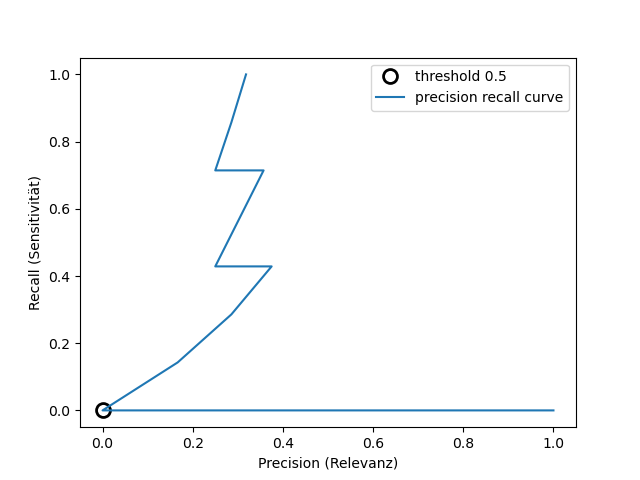 threshold 0.5
precision recall curve
1.0
0.8
0.6
0.4
0.2
0.0
Recall (Sensitivität)
0.0 0.2 0.4 0.6 0.8 1.0
Precision (Relevanz)